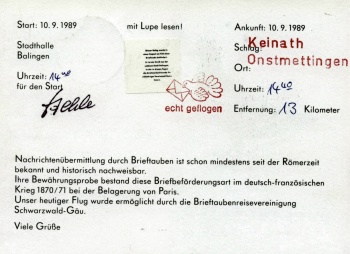 Start: 10. 9. 1989
mit Lupe lesen!
Ankunft: 10. 9. 1989
Stadthalle
Balingen
Schlag: Keinath
Onstmettingen
Ort:
Uhrzeit: 14
für den Start
Uhrzeit: 14⁴⁰
echt geflogen
Entfernung: 13 Kilometer
Nachrichtenübermittlung durch Brieftauben ist schon mindestens seit der Römerzeit
bekannt und historisch nachweisbar.
Ihre Bewährungsprobe bestand diese Briefbeförderungsart im deutsch-französischen
Krieg 1870/71 bei der Belagerung von Paris.
Unser heutiger Flug wurde ermöglicht durch die Brieftaubenreisevereinigung
Schwarzwald-Gäu.
Viele Grüße